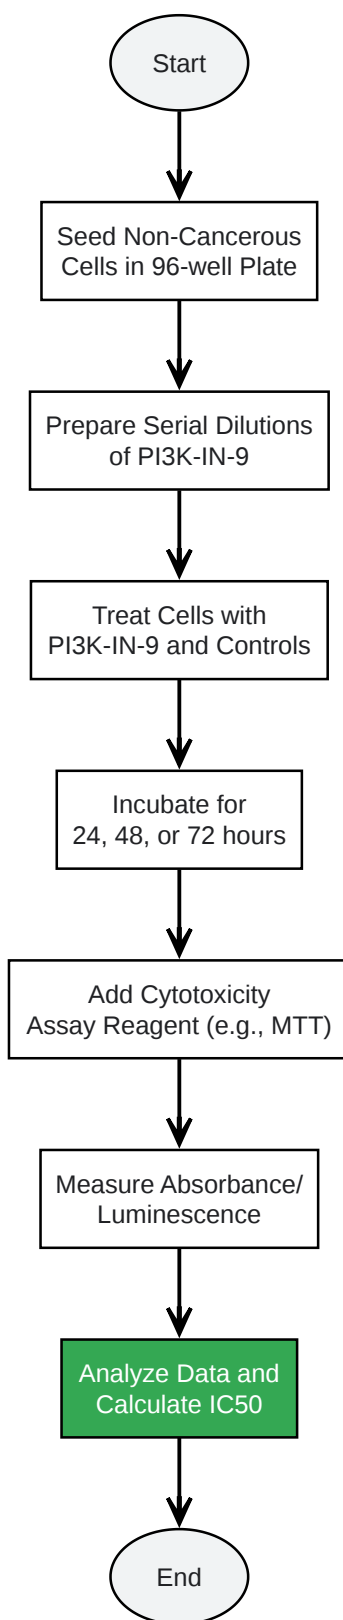 Start
Seed Non-Cancerous
Cells in 96-well Plate
Prepare Serial Dilutions
of PI3K-IN-9
Treat Cells with
PI3K-IN-9 and Controls
Incubate for
24, 48, or 72 hours
Add Cytotoxicity
Assay Reagent (e.g., MTT)
Measure Absorbance/
Luminescence
Analyze Data and
Calculate IC50
End